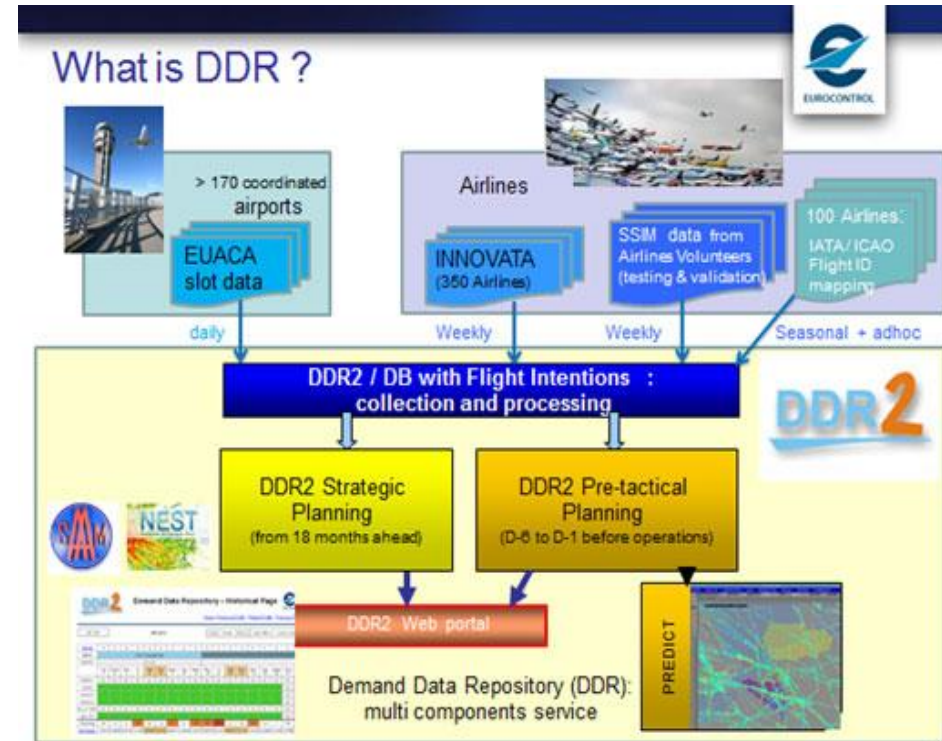 What is DDR ?
EUROCONTROL
> 170 coordinated
airports
EUACA
slot data
Airlines
INNOVATA
(350 Airlines)
SSIM data from
Airlines Volunteers
(testing & validation)
100 Airlines:
IATA/ ICAO
Flight ID
mapping
daily
Weekly
Weekly
Seasonal + adhoc
DDR2 / DB with Flight Intentions :
collection and processing
DDR2
DDR2 Strategic
Planning
(from 18 months ahead)
DDR2 Pre-tactical
Planning
(D-6 to D-1 before operations)
SAAM
NEST
DDR2 Demand Data Repository - Historical Page
DDR2 Web portal
PREDICT
Demand Data Repository (DDR):
multi components service